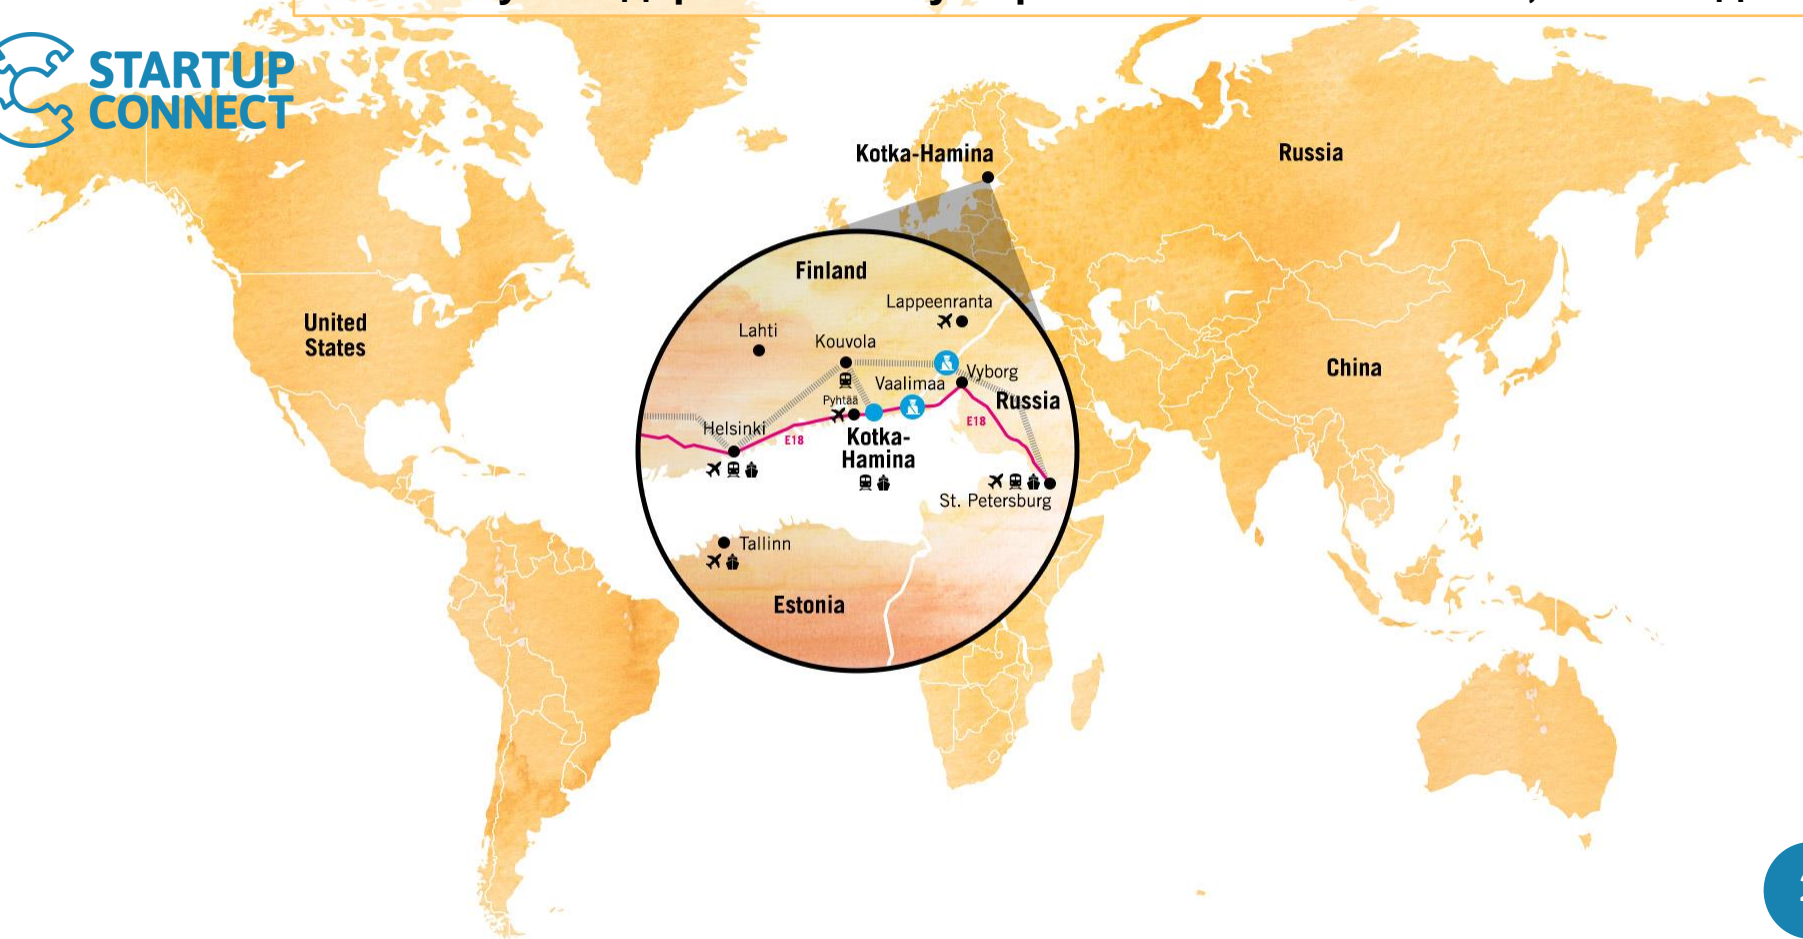 STARTUP
CONNECT
Kotka-Hamina
Russia
United
States
China
Finland
Lappeenranta
Lahti
Kouvola
Vyborg
Vaalimaa
Russia
Pyhtää
E18
Helsinki
E18
Kotka-
Hamina
St. Petersburg
Tallinn
Estonia